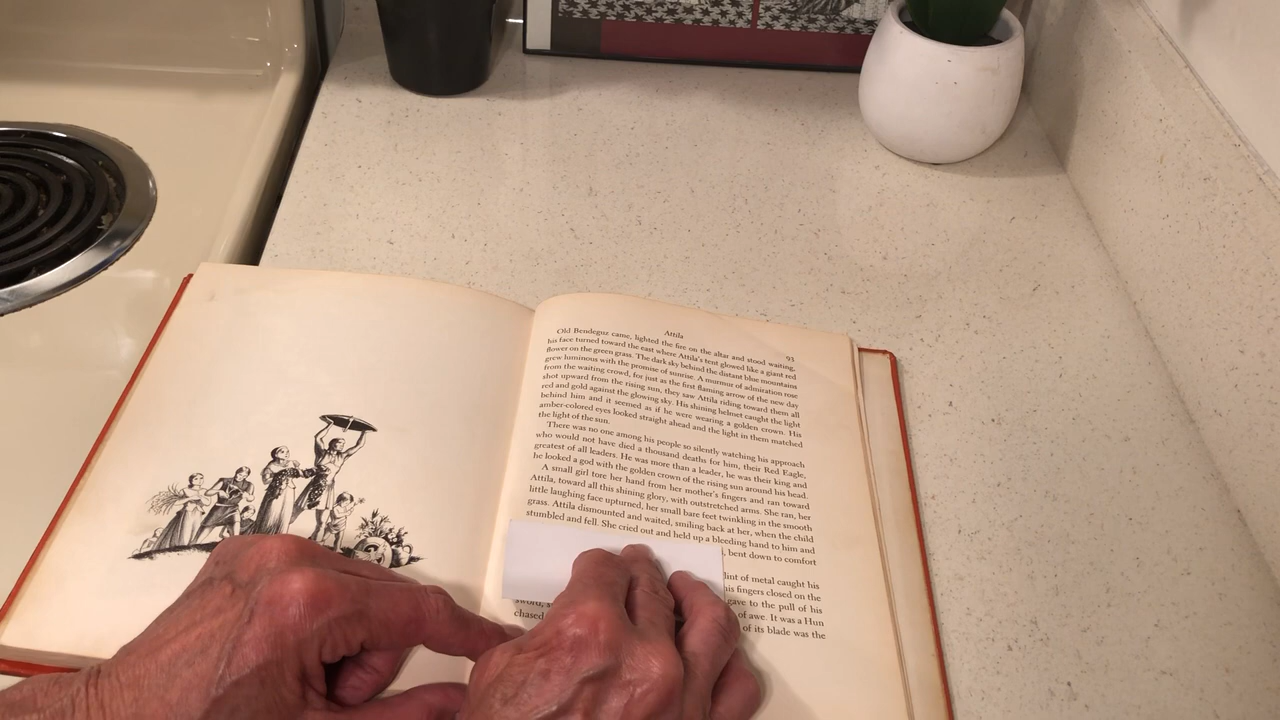 Attila
93
Old Bendeguz came, lighted the fire on the altar and stood waiting,
his face turned toward the east where Attila's tent glowed like a giant red
flower on the green grass. The dark sky behind the distant blue mountains
grew luminous with the promise of sunrise. A murmur of admiration rose
from the waiting crowd, for just as the first flaming arrow of the new day
shot upward from the rising sun, they saw Attila riding toward them all
red and gold against the glowing sky. His shining helmet caught the light
behind him and it seemed as if he were wearing a golden crown. His
amber-colored eyes looked straight ahead and the light in them matched
the light of the sun.
There was no one among his people so silently watching his approach
who would not have died a thousand deaths for him, their Red Eagle,
greatest of all leaders. He was more than a leader, he was their king and
he looked a god with the golden crown of the rising sun around his head.
A small girl tore her hand from her mother's fingers and ran toward
Attila, toward all this shining glory, with outstretched arms. She ran, her
little laughing face upturned, her small bare feet twinkling in the smooth
grass. Attila dismounted and waited, smiling back at her, when the child
stumbled and fell. She cried out and held up a bleeding hand to him and
, bent down to comfort
lint of metal caught his
his fingers closed on the
sword, gave to the pull of his
chased of awe. It was a Hun
of its blade was the